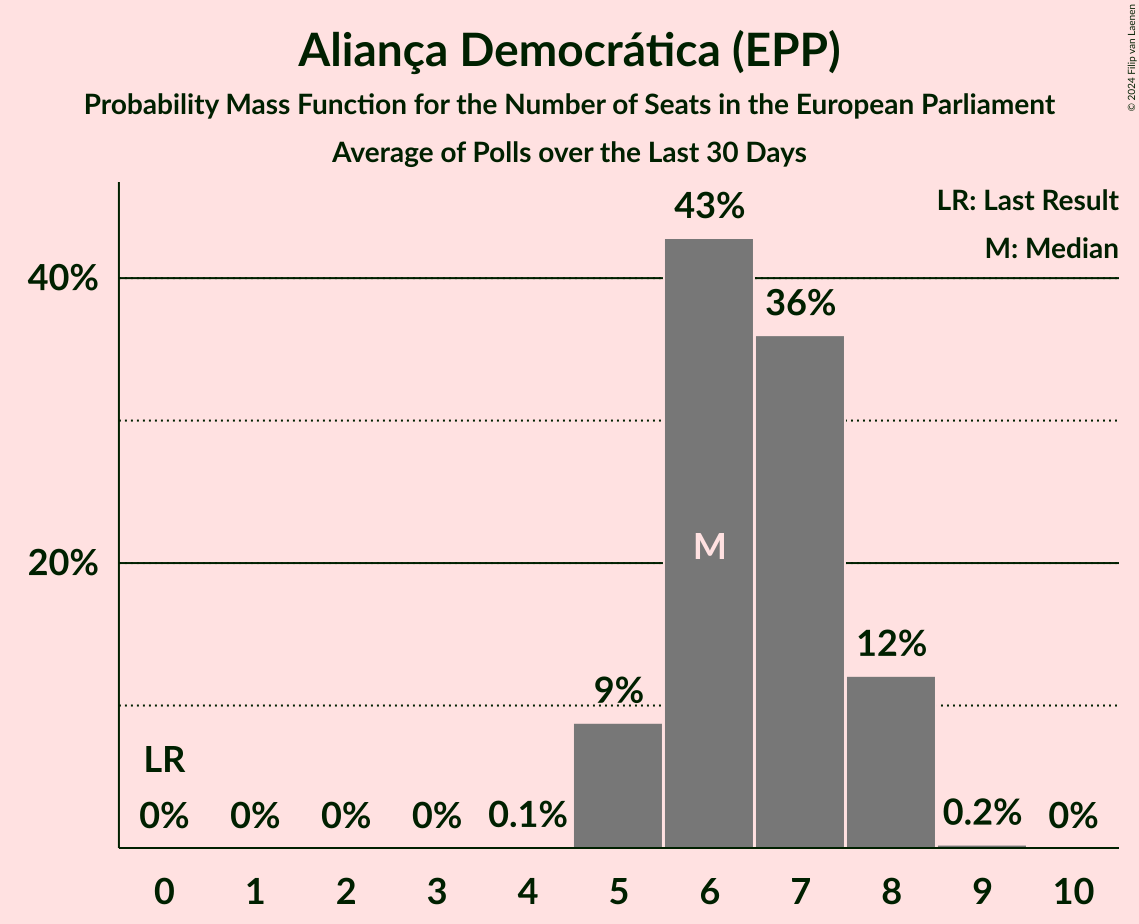 Aliança Democrática (EPP)
Probability Mass Function for the Number of Seats in the European Parliament
Average of Polls over the Last 30 Days
© 2024 Filip van Laenen
LR: Last Result
M: Median
43%
40%
36%
M
20%
12%
9%
LR
0% 0% 0% 0% 0.1% 0.2% 0%
0 1 2 3 4 5 6 7 8 9 10